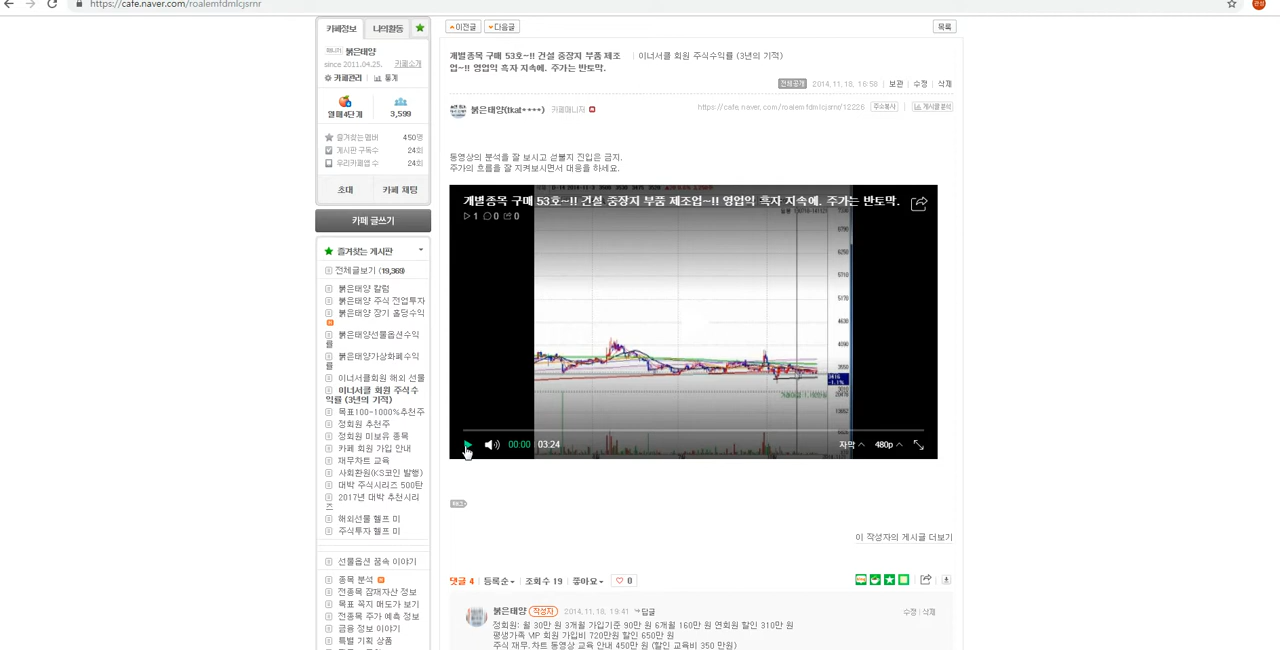 https://cafe.naver.com/roalemfdmlcjsrnr
카페정보 나의활동
매니저 붉은태양
since 2011.04.25. 카페소개
카페관리 통계
열매4단계 3,599
즐겨찾는 멤버 450명
게시판 구독수 24회
우리카페앱 수 24회
초대 카페 채팅
카페 글쓰기
즐겨찾는 게시판
전체글보기 (19,369)
붉은태양 칼럼
붉은태양 주식 전업투자
붉은태양 장기 홀딩수익
붉은태양선물옵션수익
률
붉은태양가상화폐수익
률
이너서클회원 해외 선물
이너서클 회원 주식수
익률 (3년의 기적)
목표100-1000%추천주
정회원 추천주
정회원 미보유 종목
카페 회원 가입 안내
재무차트 교육
사회환원(KS코인 발행)
대박 주식시리즈 500탄
2017년 대박 추천시리
즈
해외선물 헬프 미
주식투자 헬프 미
선물옵션 꿈속 이야기
종목 분석
전종목 잠재자산 정보
목표 쪽지 매도가 보기
전종목 주가 예측 정보
금융 정보 이야기
특별 기획 상품
이전글 다음글 목록
개별종목 구매 53호~!! 건설 중장지 부품 제조 | 이너서클 회원 주식수익률 (3년의 기적)
업~!! 영업익 흑자 지속예. 주가는 반토막.
전체공개 2014.11.18. 16:58 보관 수정 삭제
붉은태양(tkat****) 카페매니저 https://cafe.naver.com/roalemfdmlcjsrnr/12226 주소복사 게시글 분석
동영상의 분석을 잘 보시고 섣불지 진입은 금지.
주가의 흐름을 잘 지켜보시면서 대응을 하세요.
개별종목 구매 53호~!! 건설 중장지 부품 제조업~!! 영업익 흑자 지속예. 주가는 반토막.
1 0 0
5790
6250
5710
5170
4630
4090
3550
3416
-1.1%
00:00 03:24 자막 480p
태그
이 작성자의 게시글 더보기
댓글 4 등록순 조회수 19 좋아요 0
붉은태양 작성자 2014.11.18. 19:41 답글 수정 삭제
정회원: 월 30만 원 3개월 가입기준 90만 원 6개월 160만 원 연회원 할인 310만 원
평생가족 VIP 회원 가입비 720만원 할인 650만 원
주식 재무.차트 동영상 교육 안내 450만 원 (할인 교육비 350 만원)